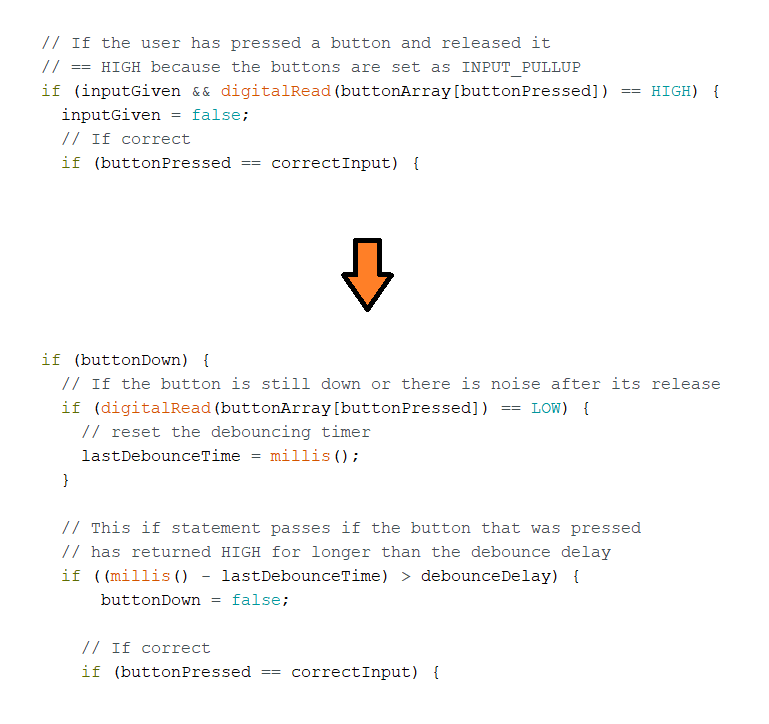 // If the user has pressed a button and released it
// == HIGH because the buttons are set as INPUT_PULLUP
if (inputGiven && digitalRead(buttonArray[buttonPressed]) == HIGH) {
  inputGiven = false;
  // If correct
  if (buttonPressed == correctInput) {
if (buttonDown) {
  // If the button is still down or there is noise after its release
  if (digitalRead(buttonArray[buttonPressed]) == LOW) {
    // reset the debouncing timer
    lastDebounceTime = millis();
  }
  // This if statement passes if the button that was pressed
  // has returned HIGH for longer than the debounce delay
  if ((millis() - lastDebounceTime) > debounceDelay) {
      buttonDown = false;
    // If correct
    if (buttonPressed == correctInput) {